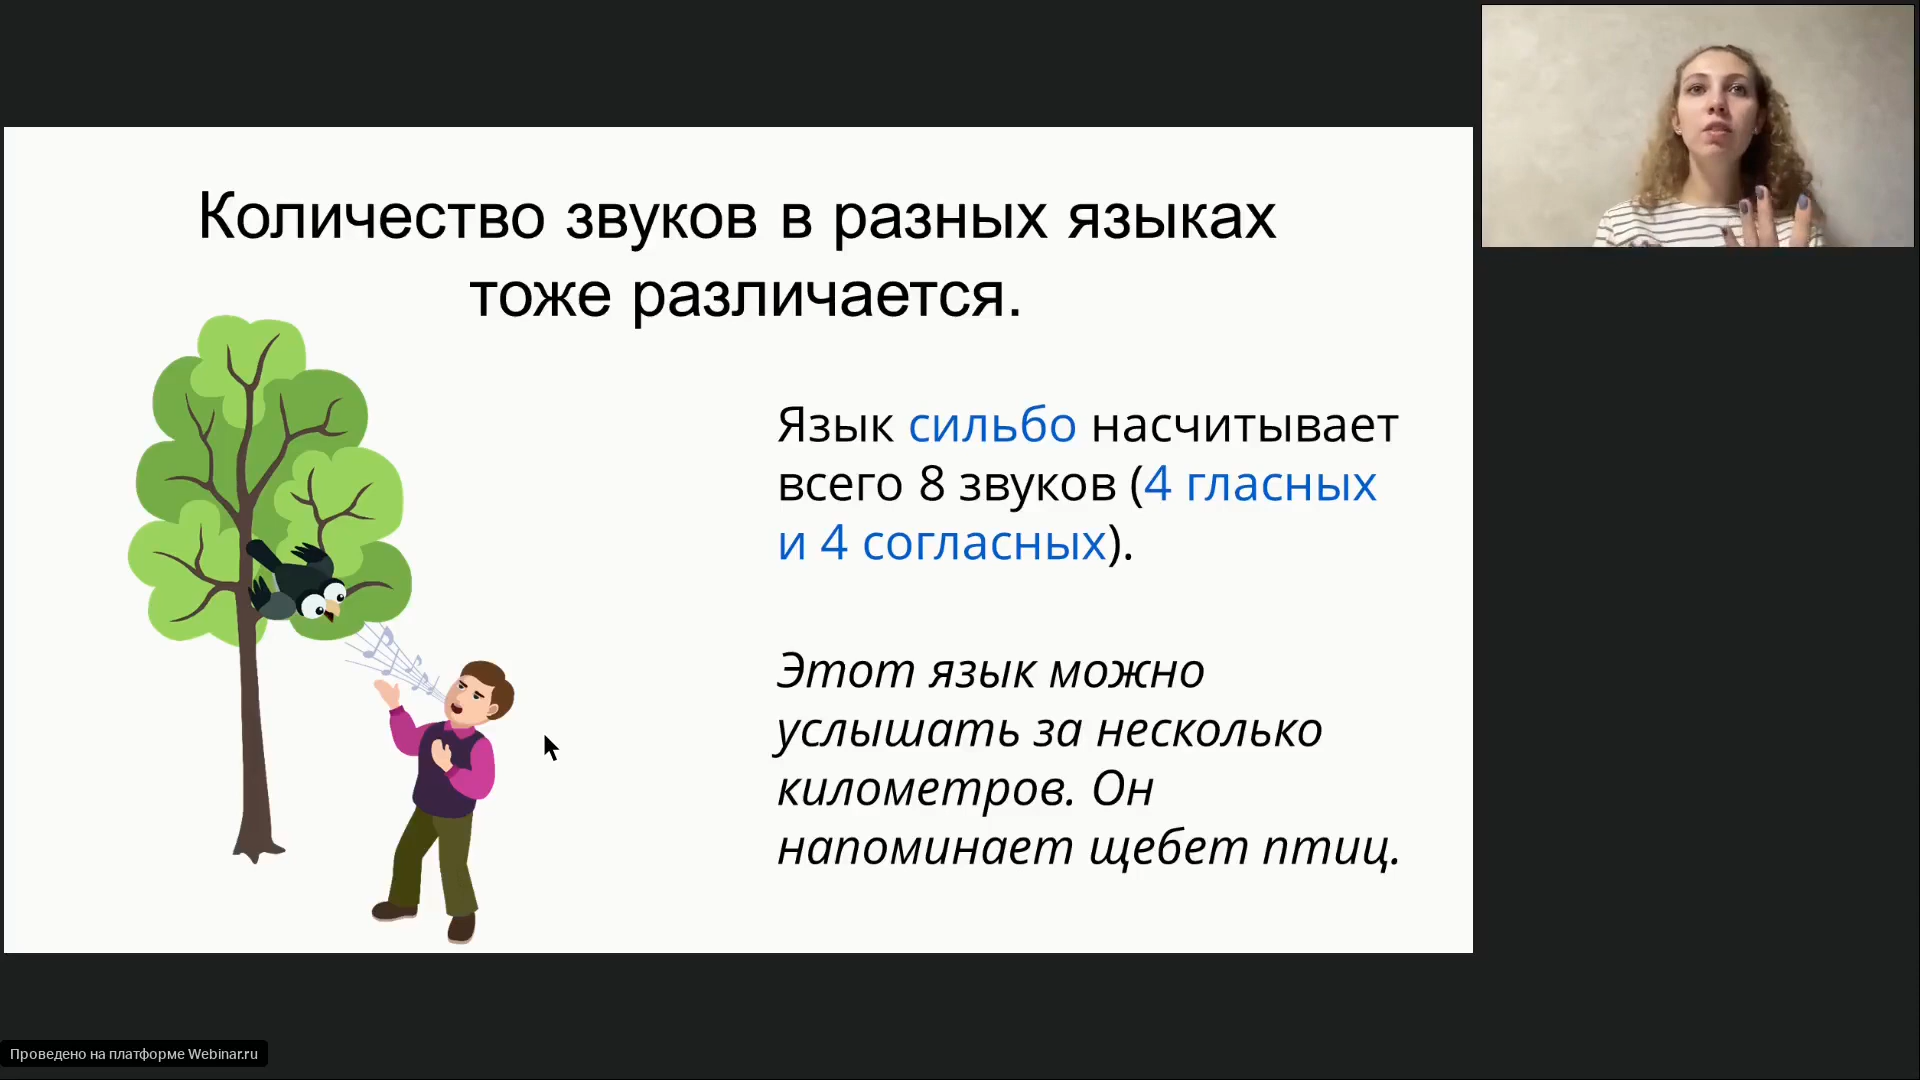 Количество звуков в разных языках
тоже различается.
Язык сильбо насчитывает
всего 8 звуков (4 гласных
и 4 согласных).
Этот язык можно
услышать за несколько
километров. Он
напоминает щебет птиц.
Проведено на платформе Webinar.ru